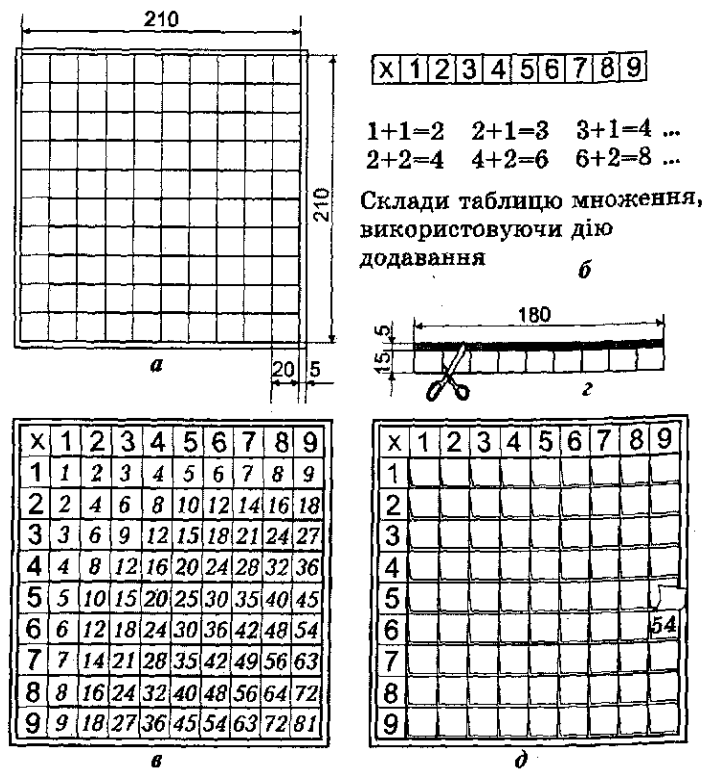 210
210
20 5
а
X 1 2 3 4 5 6 7 8 9
1+1=2 2+1=3 3+1=4 ...
2+2=4 4+2=6 6+2=8 ...
Склади таблицю множення,
використовуючи дію
додавання
б
180
5
15
г
X 1 2 3 4 5 6 7 8 9
1 1 2 3 4 5 6 7 8 9
2 2 4 6 8 10 12 14 16 18
3 3 6 9 12 15 18 21 24 27
4 4 8 12 16 20 24 28 32 36
5 5 10 15 20 25 30 35 40 45
6 6 12 18 24 30 36 42 48 54
7 7 14 21 28 35 42 49 56 63
8 8 16 24 32 40 48 56 64 72
9 9 18 27 36 45 54 63 72 81
в
X 1 2 3 4 5 6 7 8 9
1
2
3
4
5
6 54
7
8
9
д